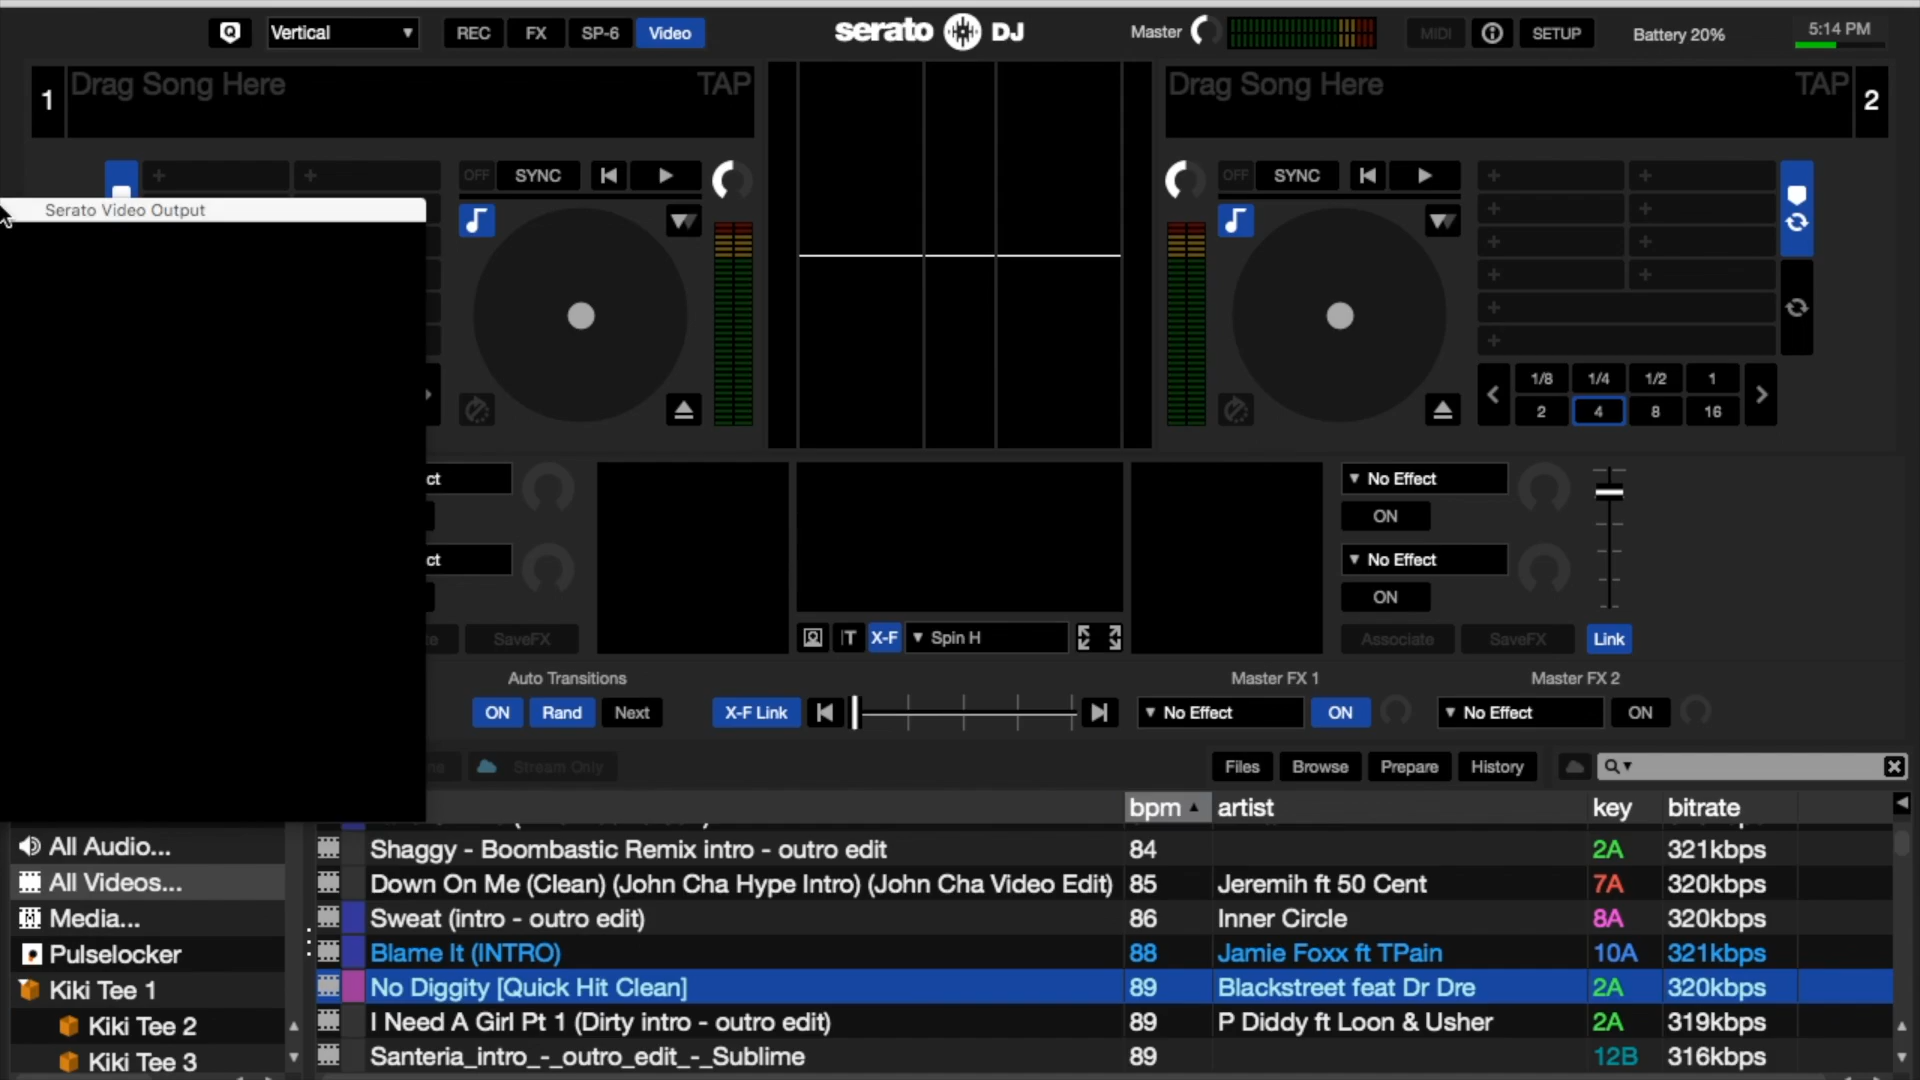 Vertical REC FX SP-6 Video serato DJ Master MIDI SETUP Battery 20% 5:14 PM
1 Drag Song Here TAP Drag Song Here TAP 2
OFF SYNC OFF SYNC
Serato Video Output
1/8 1/4 1/2 1
2 4 8 16
ct No Effect
ON
ct No Effect
ON
te SaveFX T X-F Spin H Associate SaveFX Link
Auto Transitions Master FX 1 Master FX 2
ON Rand Next X-F Link No Effect ON No Effect ON
ne Stream Only Files Browse Prepare History
bpm artist key bitrate
All Audio... Shaggy - Boombastic Remix intro - outro edit 84 2A 321kbps
All Videos... Down On Me (Clean) (John Cha Hype Intro) (John Cha Video Edit) 85 Jeremih ft 50 Cent 7A 320kbps
Media... Sweat (intro - outro edit) 86 Inner Circle 8A 320kbps
Pulselocker Blame It (INTRO) 88 Jamie Foxx ft TPain 10A 321kbps
Kiki Tee 1 No Diggity [Quick Hit Clean] 89 Blackstreet feat Dr Dre 2A 320kbps
Kiki Tee 2 I Need A Girl Pt 1 (Dirty intro - outro edit) 89 P Diddy ft Loon & Usher 2A 319kbps
Kiki Tee 3 Santeria_intro_-_outro_edit_-_Sublime 89 12B 316kbps